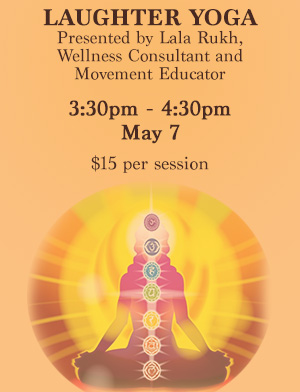 LAUGHTER YOGA
Presented by Lala Rukh,
Wellness Consultant and
Movement Educator
3:30pm - 4:30pm
May 7
$15 per session